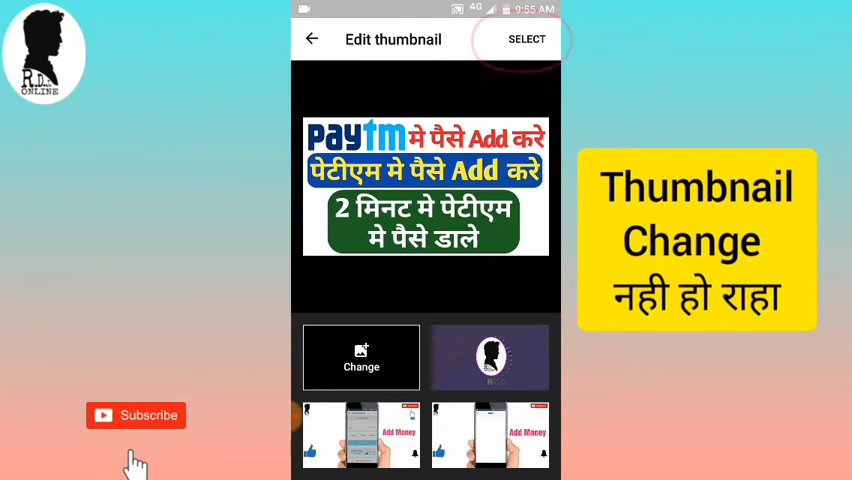 4G 9:55 AM
Edit thumbnail
SELECT
R.D.
ONLINE
paytm मे पैसे Add करे
पेटीएम मे पैसे Add करे
2 मिनट मे पेटीएम
मे पैसे डाले
Thumbnail
Change
नही हो राहा
Change
Subscribe
Add Money
Add Money